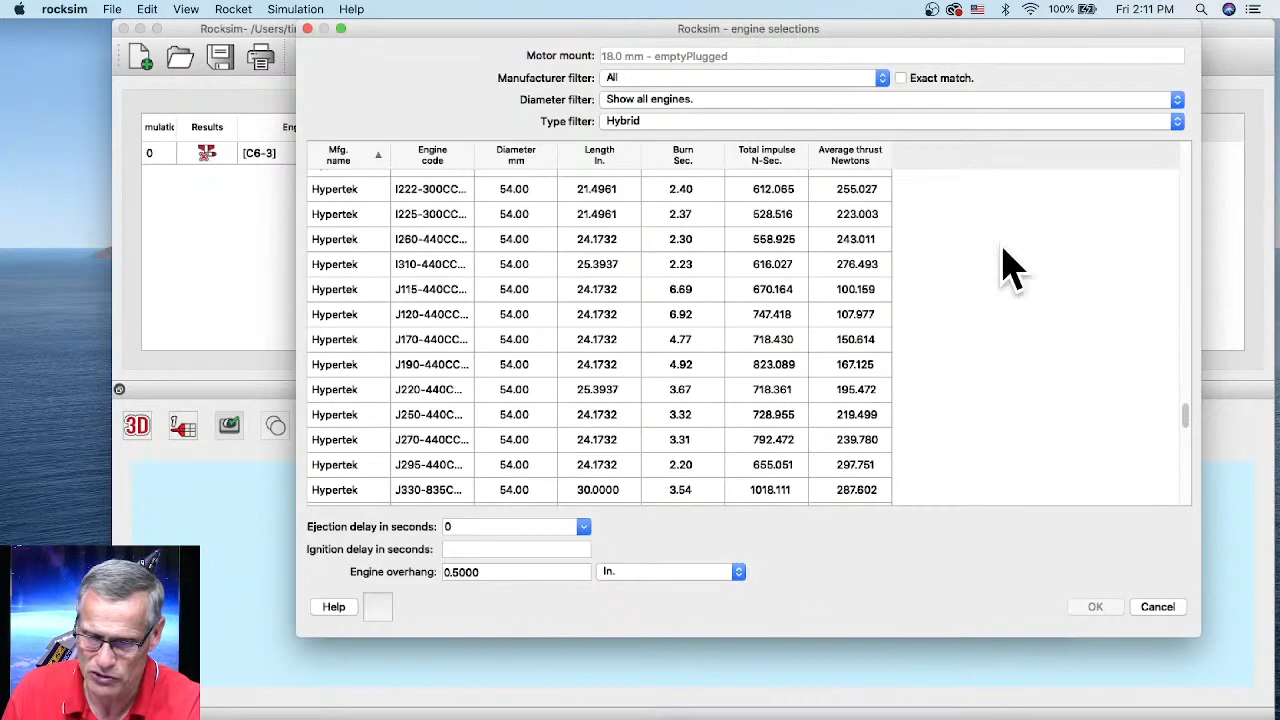 rocksim File Edit View Rocket Simulation Help 100% Fri 2:11 PM
Rocksim- /Users/ti
Rocksim - engine selections
Motor mount: 18.0 mm - emptyPlugged
Manufacturer filter: All Exact match.
Diameter filter: Show all engines.
Type filter: Hybrid
mulatic Results En
0 [C6-3]
Mfg. name Engine code Diameter mm Length In. Burn Sec. Total impulse N-Sec. Average thrust Newtons
Hypertek I222-300CC... 54.00 21.4961 2.40 612.065 255.027
Hypertek I225-300CC... 54.00 21.4961 2.37 528.516 223.003
Hypertek I260-440CC... 54.00 24.1732 2.30 558.925 243.011
Hypertek I310-440CC... 54.00 25.3937 2.23 616.027 276.493
Hypertek J115-440CC... 54.00 24.1732 6.69 670.164 100.159
Hypertek J120-440CC... 54.00 24.1732 6.92 747.418 107.977
Hypertek J170-440CC... 54.00 24.1732 4.77 718.430 150.614
Hypertek J190-440CC... 54.00 24.1732 4.92 823.089 167.125
Hypertek J220-440C... 54.00 25.3937 3.67 718.361 195.472
Hypertek J250-440C... 54.00 24.1732 3.32 728.955 219.499
Hypertek J270-440CC... 54.00 24.1732 3.31 792.472 239.780
Hypertek J295-440C... 54.00 24.1732 2.20 655.051 297.751
Hypertek J330-835C... 54.00 30.0000 3.54 1018.111 287.602
3D
Ejection delay in seconds: 0
Ignition delay in seconds:
Engine overhang: 0.5000 In.
Help OK Cancel